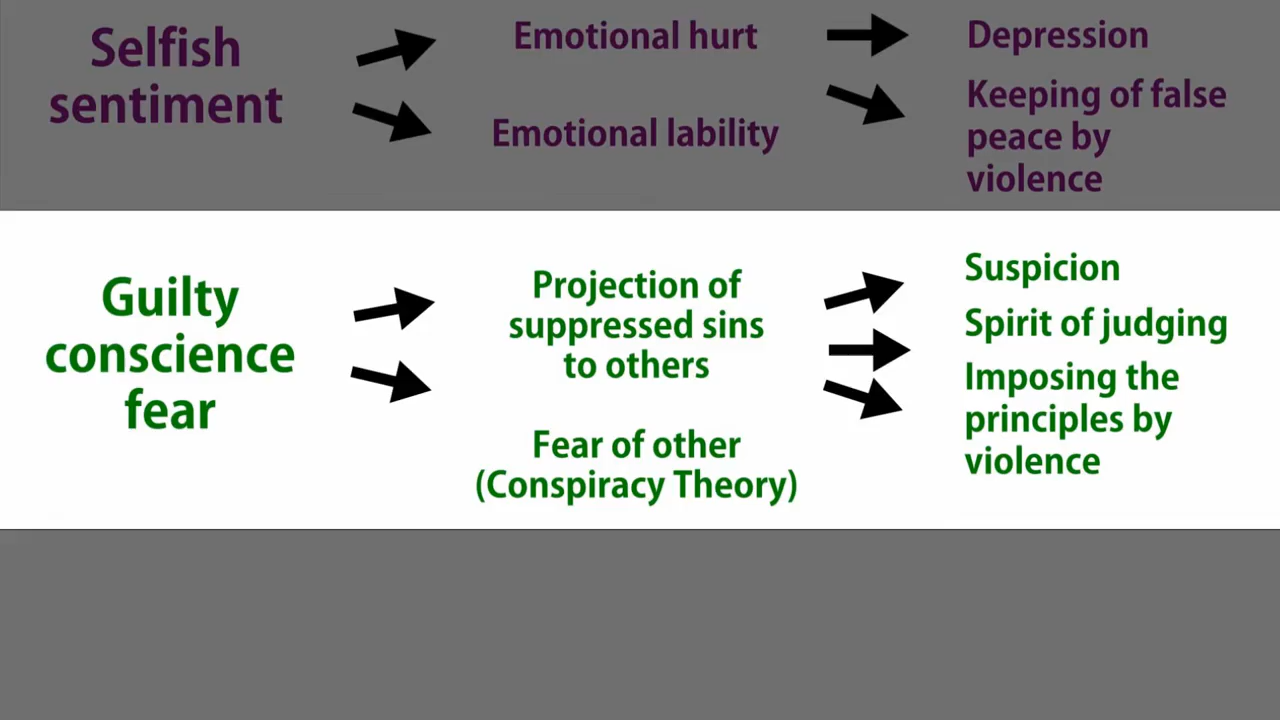 Selfish
sentiment
Emotional hurt
Emotional lability
Depression
Keeping of false
peace by
violence
Guilty
conscience
fear
Projection of
suppressed sins
to others
Fear of other
(Conspiracy Theory)
Suspicion
Spirit of judging
Imposing the
principles by
violence